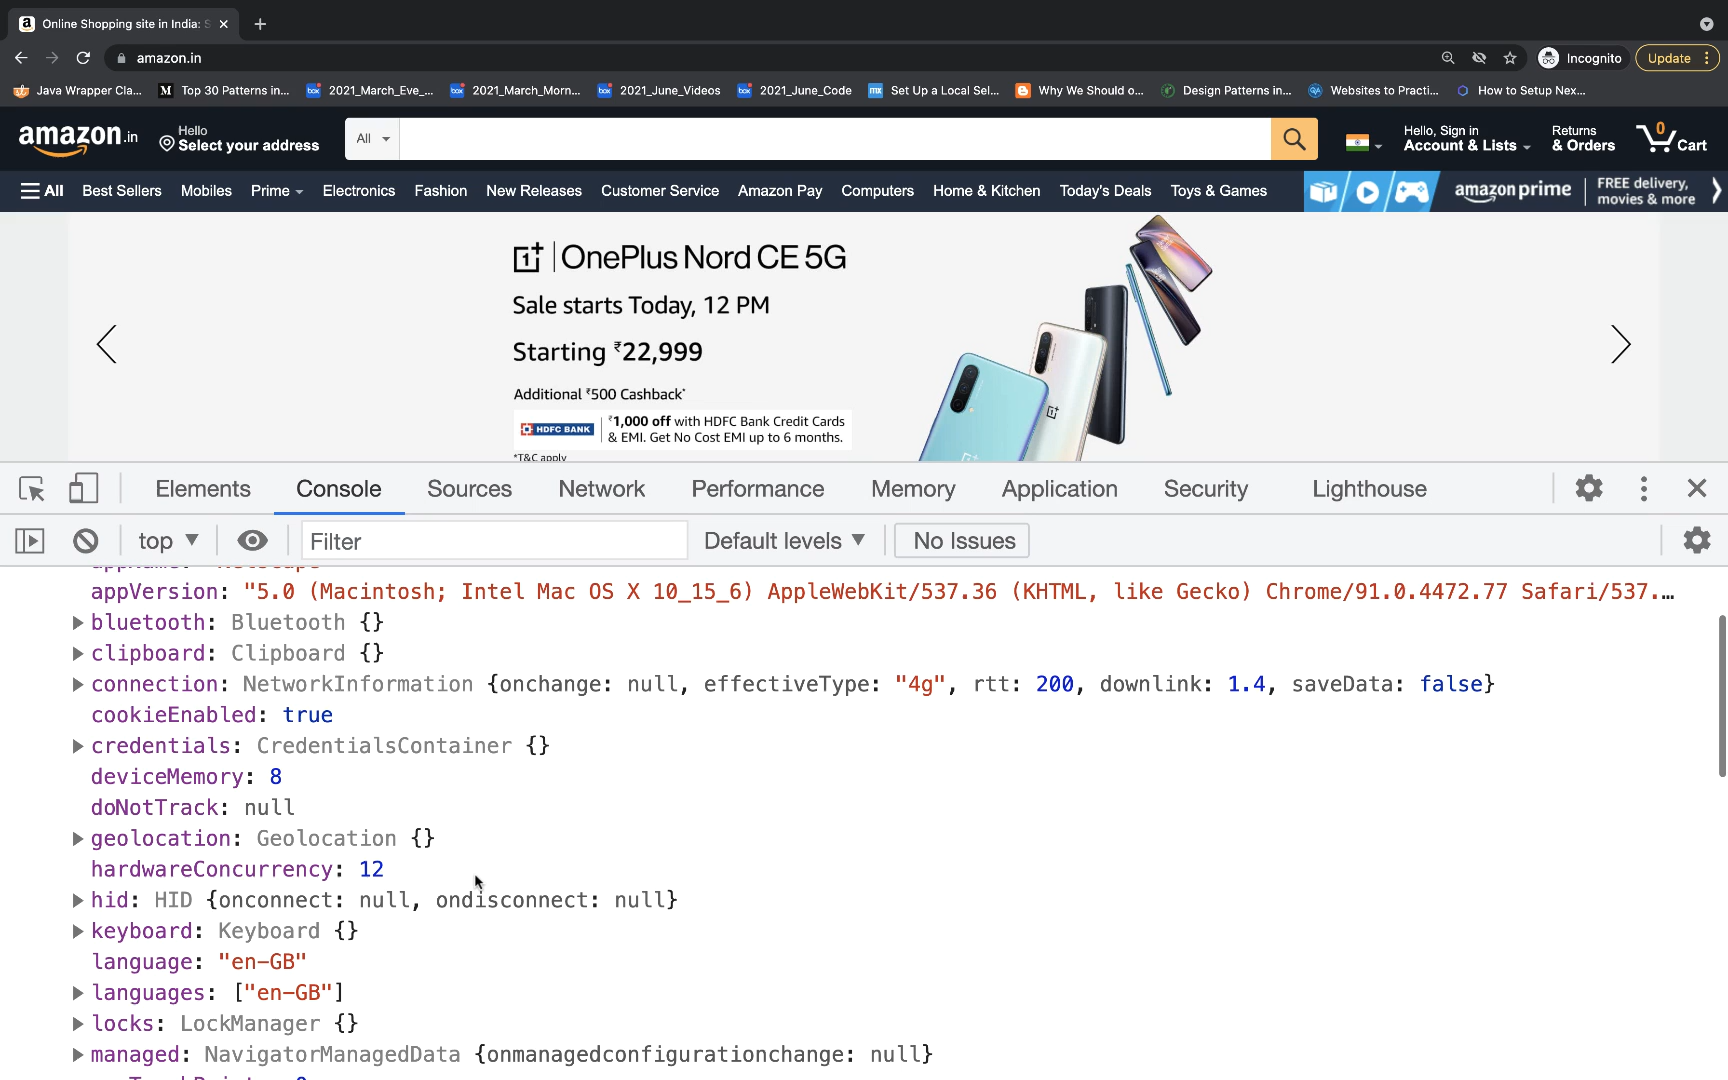 Online Shopping site in India: S
amazon.in
Incognito
Update
Java Wrapper Cla...
Top 30 Patterns in...
2021_March_Eve_...
2021_March_Morn...
2021_June_Videos
2021_June_Code
Set Up a Local Sel...
Why We Should o...
Design Patterns in...
Websites to Practi...
How to Setup Nex...
amazon.in
Hello
Select your address
All
Hello, Sign in
Account & Lists
Returns
& Orders
0
Cart
All
Best Sellers
Mobiles
Prime
Electronics
Fashion
New Releases
Customer Service
Amazon Pay
Computers
Home & Kitchen
Today's Deals
Toys & Games
amazon prime
FREE delivery,
movies & more
OnePlus Nord CE 5G
Sale starts Today, 12 PM
Starting ₹22,999
Additional ₹500 Cashback*
HDFC BANK
₹1,000 off with HDFC Bank Credit Cards
& EMI. Get No Cost EMI up to 6 months.
*T&C apply
Elements
Console
Sources
Network
Performance
Memory
Application
Security
Lighthouse
top
Filter
Default levels
No Issues
appVersion: "5.0 (Macintosh; Intel Mac OS X 10_15_6) AppleWebKit/537.36 (KHTML, like Gecko) Chrome/91.0.4472.77 Safari/537.…
bluetooth: Bluetooth {}
clipboard: Clipboard {}
connection: NetworkInformation {onchange: null, effectiveType: "4g", rtt: 200, downlink: 1.4, saveData: false}
cookieEnabled: true
credentials: CredentialsContainer {}
deviceMemory: 8
doNotTrack: null
geolocation: Geolocation {}
hardwareConcurrency: 12
hid: HID {onconnect: null, ondisconnect: null}
keyboard: Keyboard {}
language: "en-GB"
languages: ["en-GB"]
locks: LockManager {}
managed: NavigatorManagedData {onmanagedconfigurationchange: null}